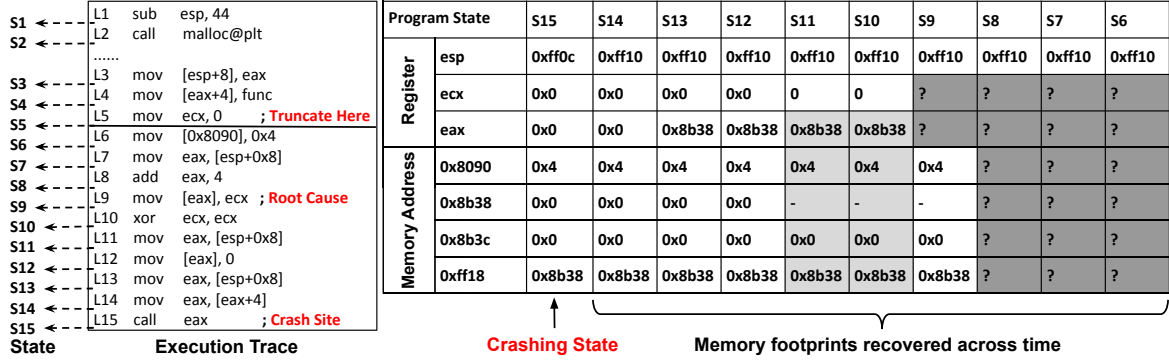 S1 L1 sub esp, 44
S2 L2 call malloc@plt
......
S3 L3 mov [esp+8], eax
S4 L4 mov [eax+4], func
S5 L5 mov ecx, 0 ; Truncate Here
S6 L6 mov [0x8090], 0x4
S7 L7 mov eax, [esp+0x8]
S8 L8 add eax, 4
S9 L9 mov [eax], ecx ; Root Cause
S10 L10 xor ecx, ecx
S11 L11 mov eax, [esp+0x8]
S12 L12 mov [eax], 0
S13 L13 mov eax, [esp+0x8]
S14 L14 mov eax, [eax+4]
S15 L15 call eax ; Crash Site
State Execution Trace
Program State S15 S14 S13 S12 S11 S10 S9 S8 S7 S6
Register
esp 0xff0c 0xff10 0xff10 0xff10 0xff10 0xff10 0xff10 0xff10 0xff10 0xff10
ecx 0x0 0x0 0x0 0x0 0 0 ? ? ? ?
eax 0x0 0x0 0x8b38 0x8b38 0x8b38 0x8b38 ? ? ? ?
Memory Address
0x8090 0x4 0x4 0x4 0x4 0x4 0x4 0x4 ? ? ?
0x8b38 0x0 0x0 0x0 0x0 - - - ? ? ?
0x8b3c 0x0 0x0 0x0 0x0 0x0 0x0 0x0 ? ? ?
0xff18 0x8b38 0x8b38 0x8b38 0x8b38 0x8b38 0x8b38 0x8b38 ? ? ?
Crashing State Memory footprints recovered across time